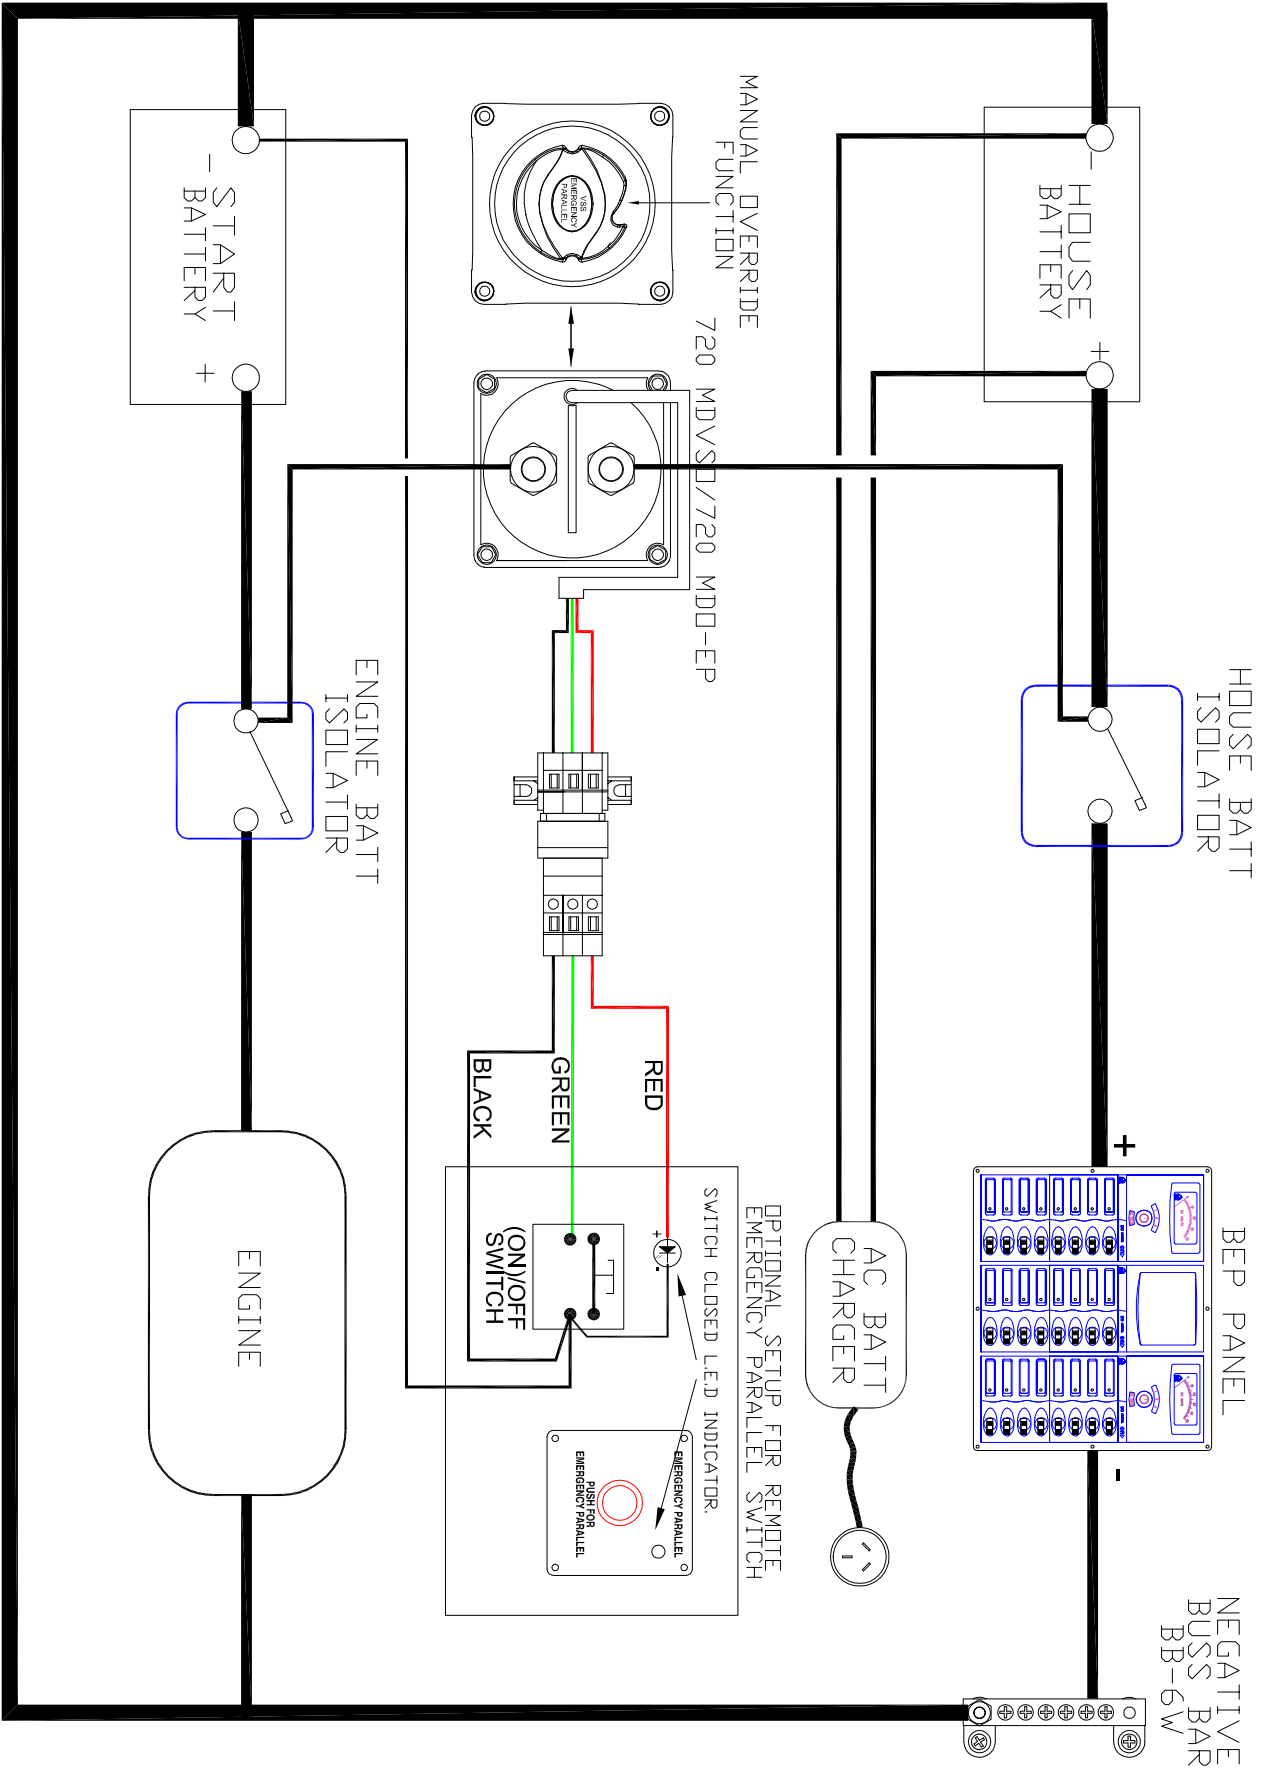 HOUSE
BATTERY
-
+
HOUSE BATT
ISOLATOR
+
BEP PANEL
-
NEGATIVE
BUSS BAR
BB-6W
MANUAL OVERRIDE
FUNCTION
VSS
EMERGENCY
PARALLEL
720 MDVSO/720 MDO-EP
AC BATT
CHARGER
RED
GREEN
BLACK
OPTIONAL SETUP FOR REMOTE
EMERGENCY PARALLEL SWITCH
SWITCH CLOSED L.E.D INDICATOR.
+
-
(ON)/OFF
SWITCH
EMERGENCY PARALLEL
PUSH FOR
EMERGENCY PARALLEL
-
START
BATTERY
+
ENGINE BATT
ISOLATOR
ENGINE